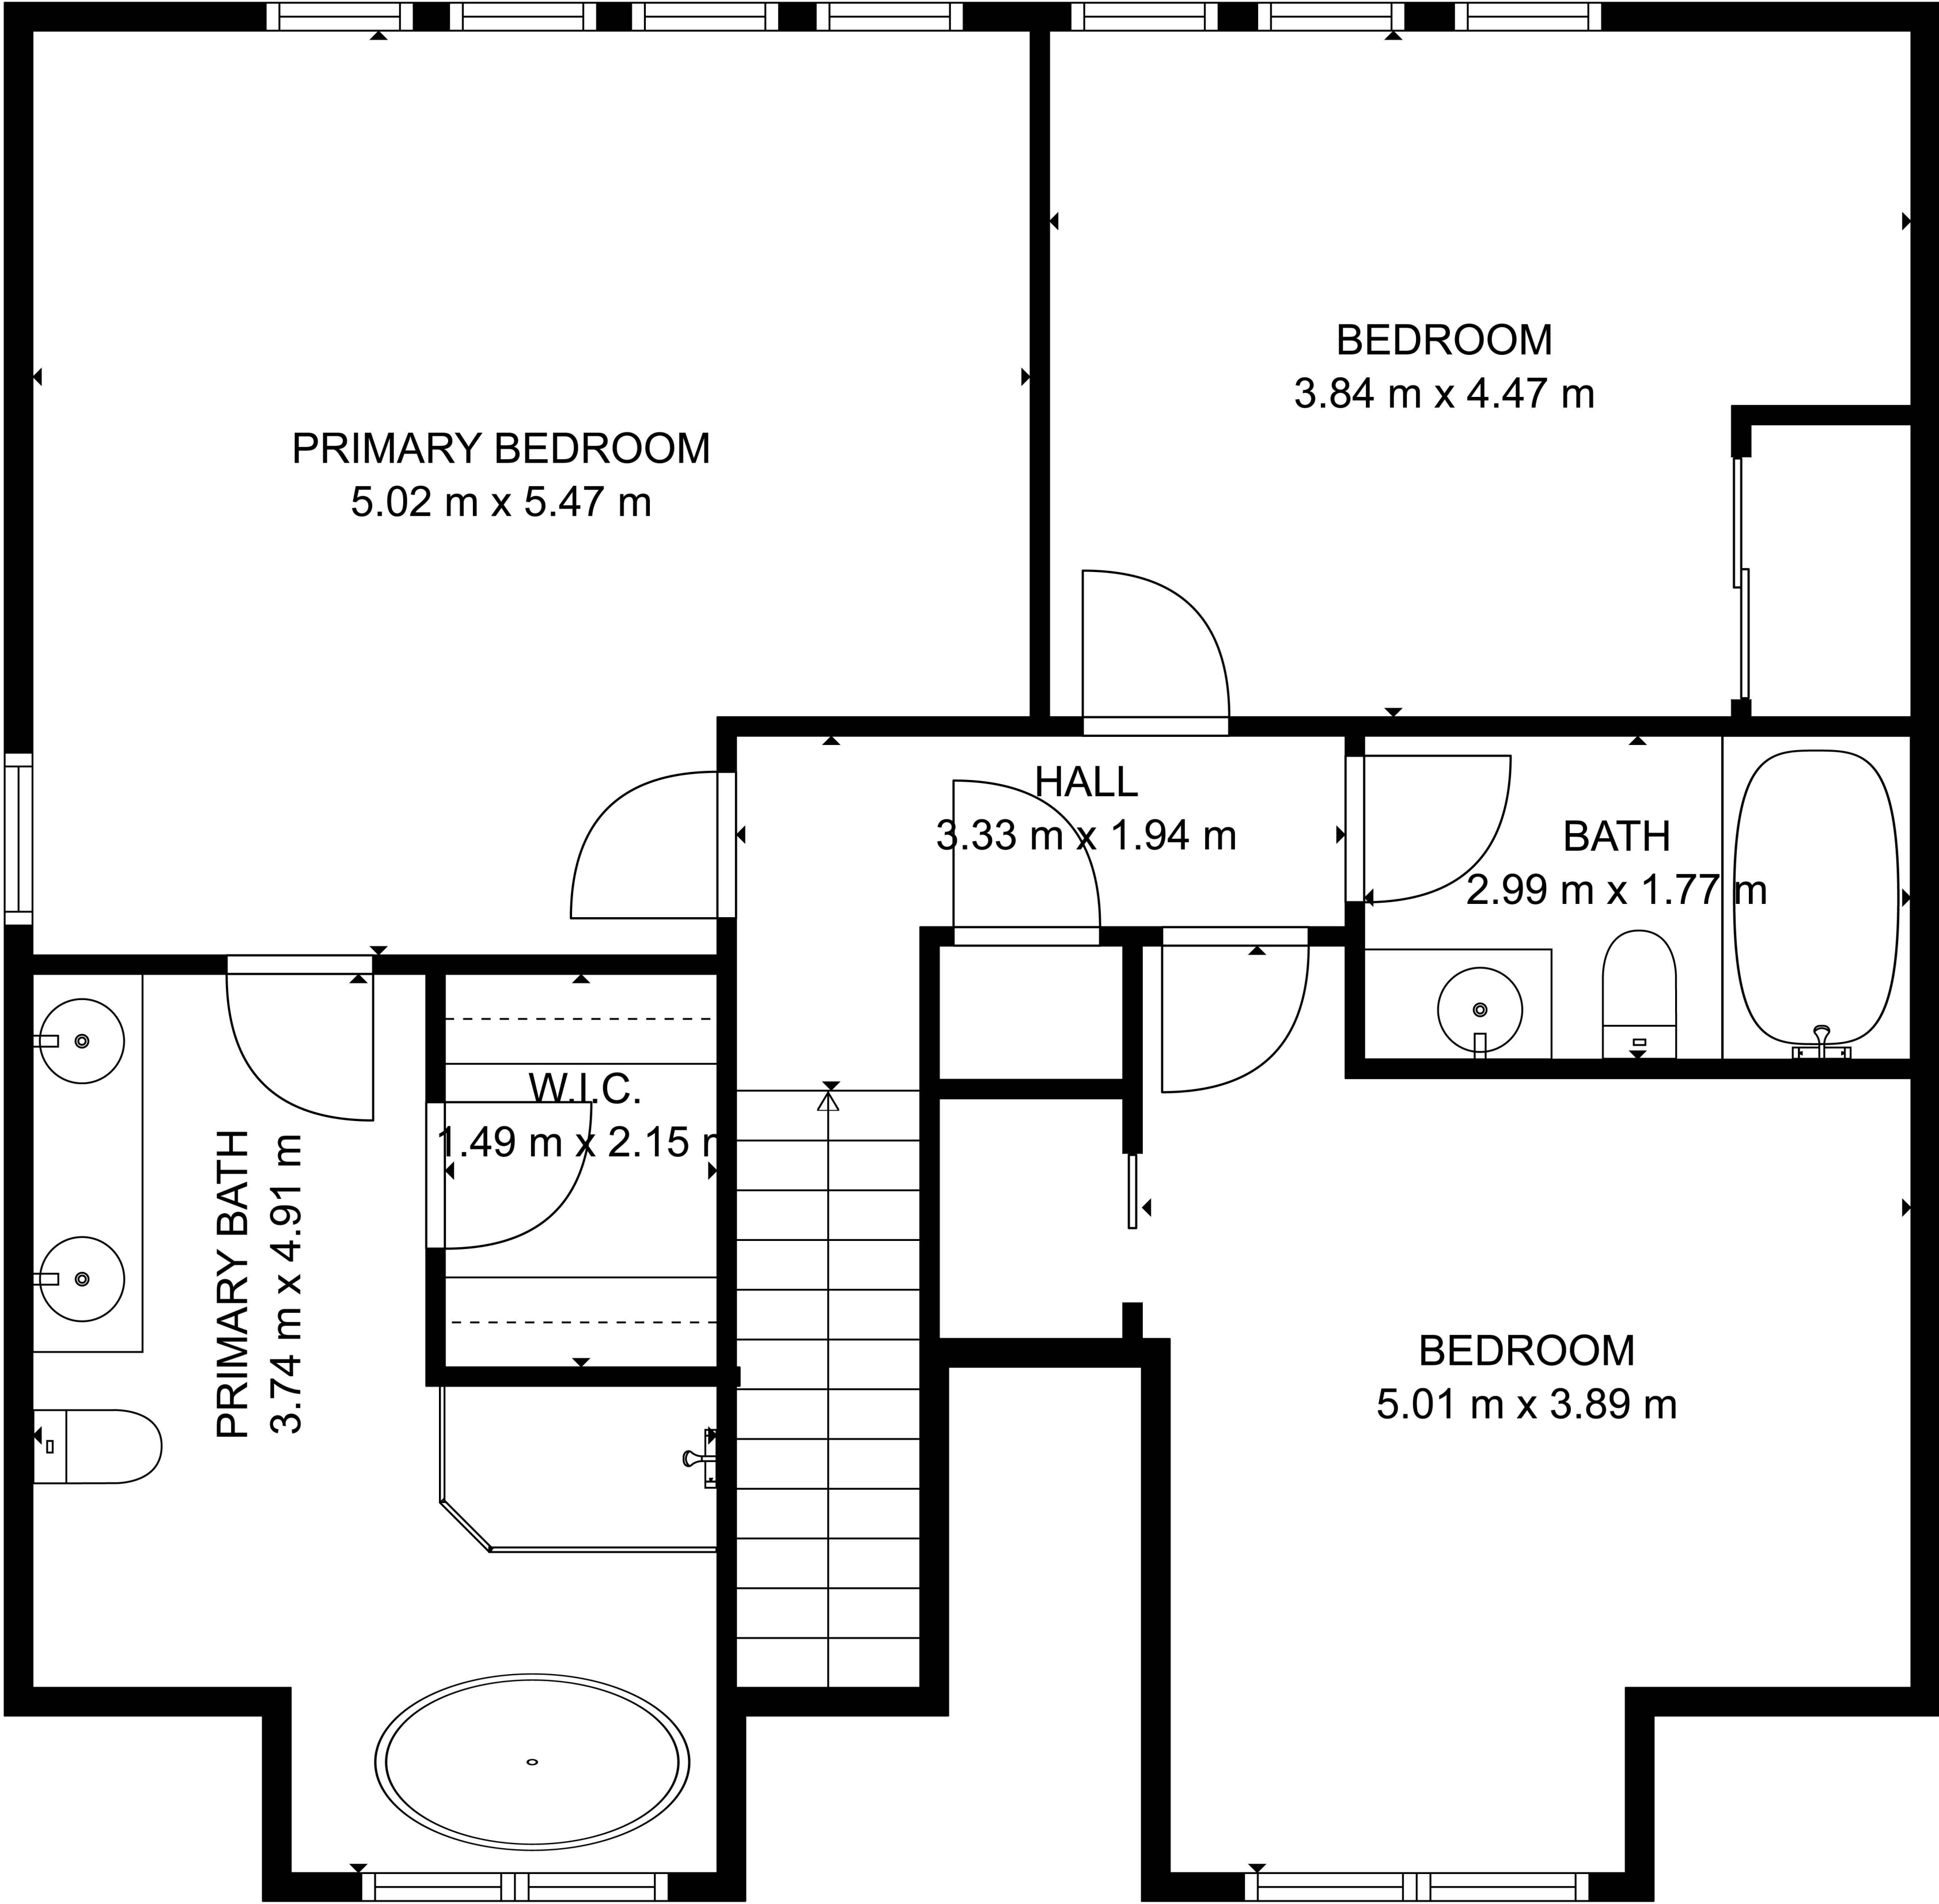 BEDROOM
3.84 m x 4.47 m
PRIMARY BEDROOM
5.02 m x 5.47 m
HALL
3.33 m x 1.94 m
BATH
2.99 m x 1.77 m
W.I.C.
1.49 m x 2.15 m
PRIMARY BATH
3.74 m x 4.91 m
BEDROOM
5.01 m x 3.89 m